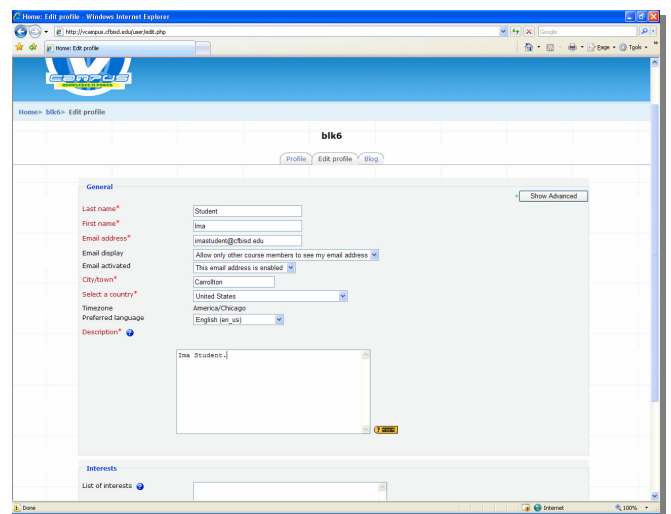 Home: Edit profile - Windows Internet Explorer
http://vcampus.cfbisd.edu/user/edit.php
Google
Home: Edit profile
Page
Tools
CAMPUS
KNOWLEDGE IS POWER
Home» blk6» Edit profile
blk6
Profile Edit profile Blog
General
Show Advanced
Last name* Student
First name* Ima
Email address* imastudent@cfbisd.edu
Email display Allow only other course members to see my email address
Email activated This email address is enabled
City/town* Carrollton
Select a country* United States
Timezone America/Chicago
Preferred language English (en_us)
Description*
Ima Student.
Interests
List of interests
Done
Internet
100%